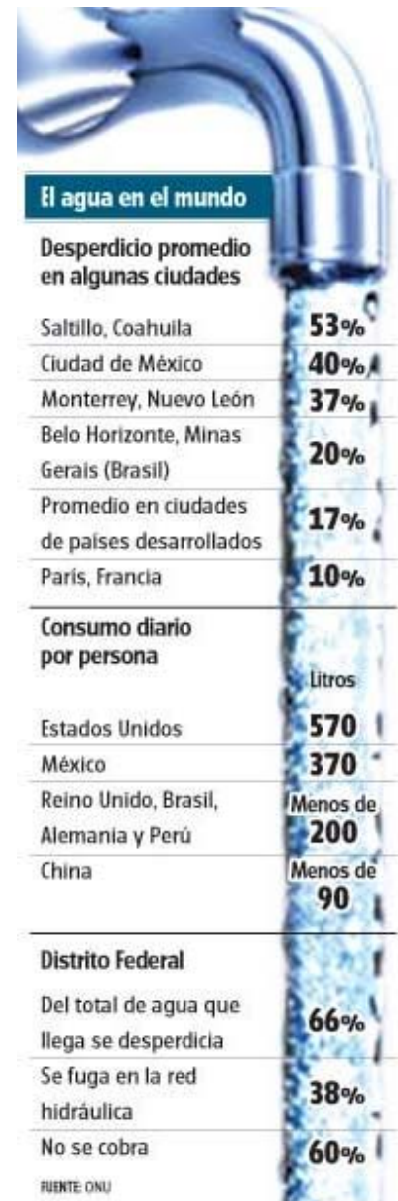 El agua en el mundo
Desperdicio promedio
en algunas ciudades
Saltillo, Coahuila 53%
Ciudad de México 40%
Monterrey, Nuevo León 37%
Belo Horizonte, Minas
Gerais (Brasil) 20%
Promedio en ciudades
de países desarrollados 17%
París, Francia 10%
Consumo diario
por persona
Litros
Estados Unidos 570
México 370
Reino Unido, Brasil, Menos de
Alemania y Perú 200
China Menos de
90
Distrito Federal
Del total de agua que
llega se desperdicia 66%
Se fuga en la red
hidráulica 38%
No se cobra 60%
FUENTE: ONU